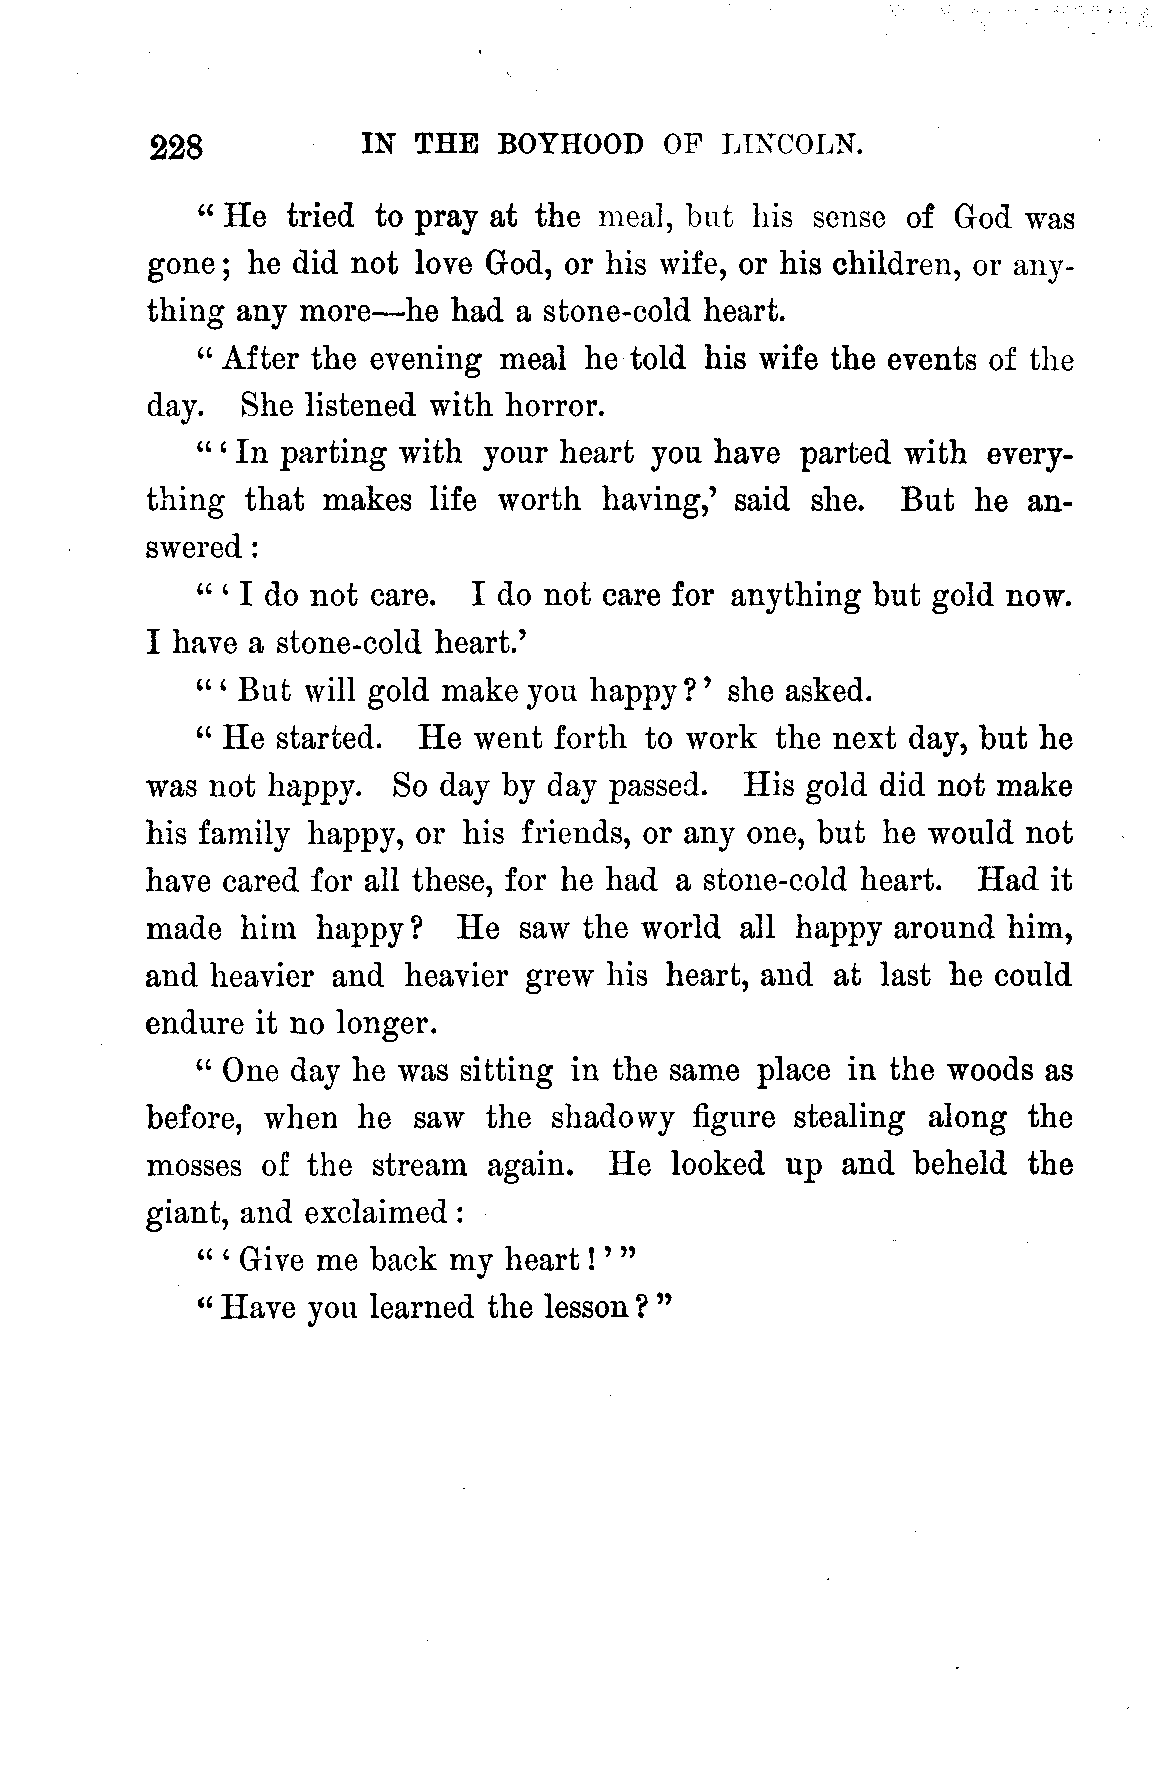 228 IN THE BOYHOOD OF LINCOLN.
“ He tried to pray at the meal, but his sense of God was
gone; he did not love God, or his wife, or his children, or any-
thing any more—he had a stone-cold heart.
“ After the evening meal he told his wife the events of the
day. She listened with horror.
“ ‘ In parting with your heart you have parted with every-
thing that makes life worth having,’ said she. But he an-
swered :
“ ‘ I do not care. I do not care for anything but gold now.
I have a stone-cold heart.’
“ ‘ But will gold make you happy ? ’ she asked.
“ He started. He went forth to work the next day, but he
was not happy. So day by day passed. His gold did not make
his family happy, or his friends, or any one, but he would not
have cared for all these, for he had a stone-cold heart. Had it
made him happy? He saw the world all happy around him,
and heavier and heavier grew his heart, and at last he could
endure it no longer.
“ One day he was sitting in the same place in the woods as
before, when he saw the shadowy figure stealing along the
mosses of the stream again. He looked up and beheld the
giant, and exclaimed :
“ ‘ Give me back my heart ! ’ ”
“ Have you learned the lesson ? ”